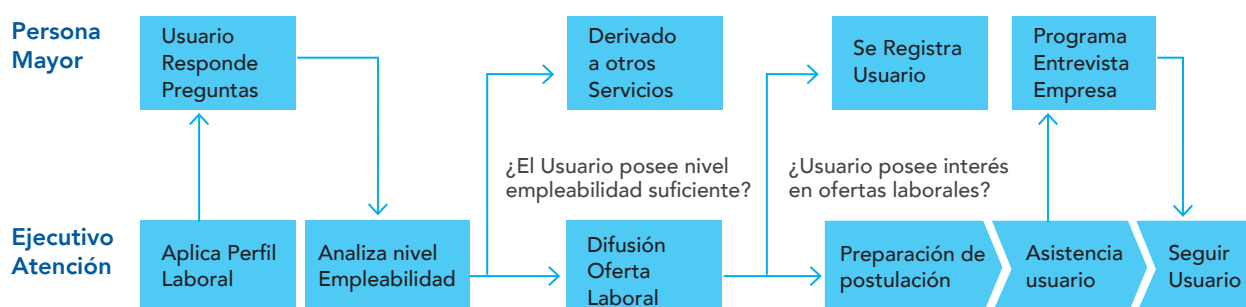 Persona
Mayor
Usuario
Responde
Preguntas
Derivado
a otros
Servicios
Se Registra
Usuario
Programa
Entrevista
Empresa
¿El Usuario posee nivel
empleabilidad suficiente?
¿Usuario posee interés
en ofertas laborales?
Ejecutivo
Atención
Aplica Perfil
Laboral
Analiza nivel
Empleabilidad
Difusión
Oferta
Laboral
Preparación de
postulación
Asistencia
usuario
Seguir
Usuario